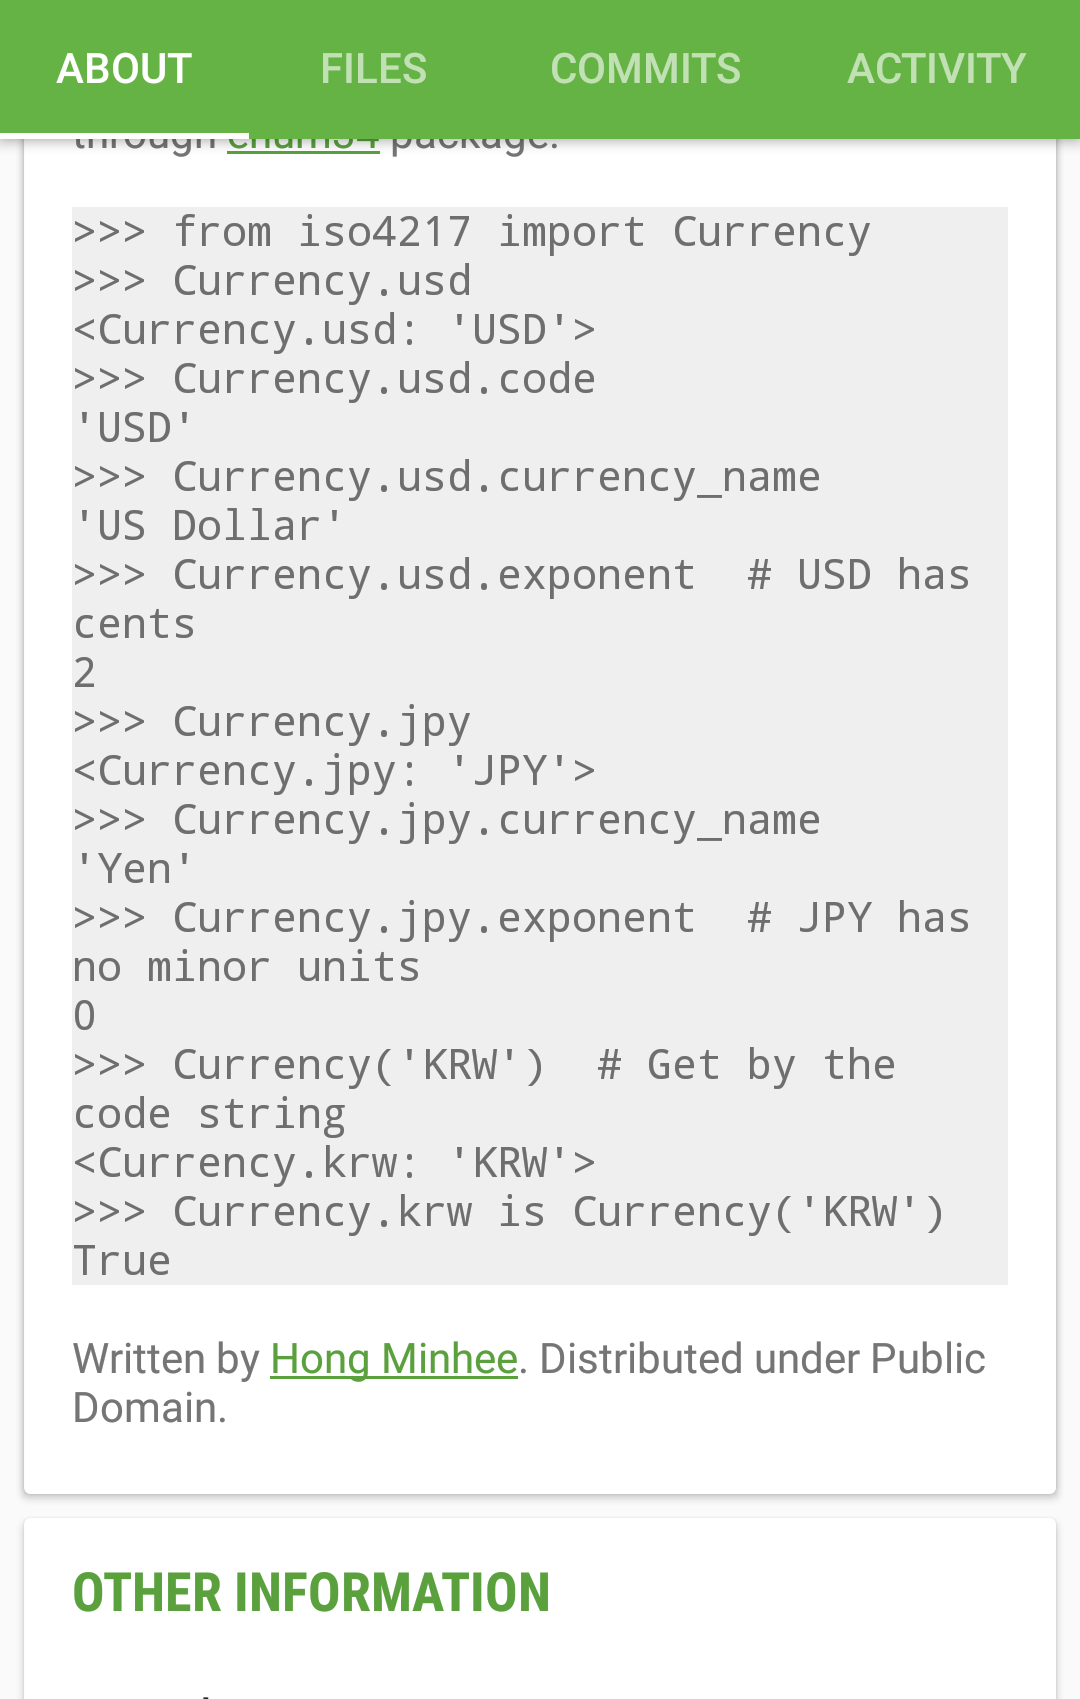 ABOUT FILES COMMITS ACTIVITY
through enum34 package.
>>> from iso4217 import Currency
>>> Currency.usd
<Currency.usd: 'USD'>
>>> Currency.usd.code
'USD'
>>> Currency.usd.currency_name
'US Dollar'
>>> Currency.usd.exponent  # USD has
cents
2
>>> Currency.jpy
<Currency.jpy: 'JPY'>
>>> Currency.jpy.currency_name
'Yen'
>>> Currency.jpy.exponent  # JPY has
no minor units
0
>>> Currency('KRW')  # Get by the
code string
<Currency.krw: 'KRW'>
>>> Currency.krw is Currency('KRW')
True
Written by Hong Minhee. Distributed under Public
Domain.
OTHER INFORMATION